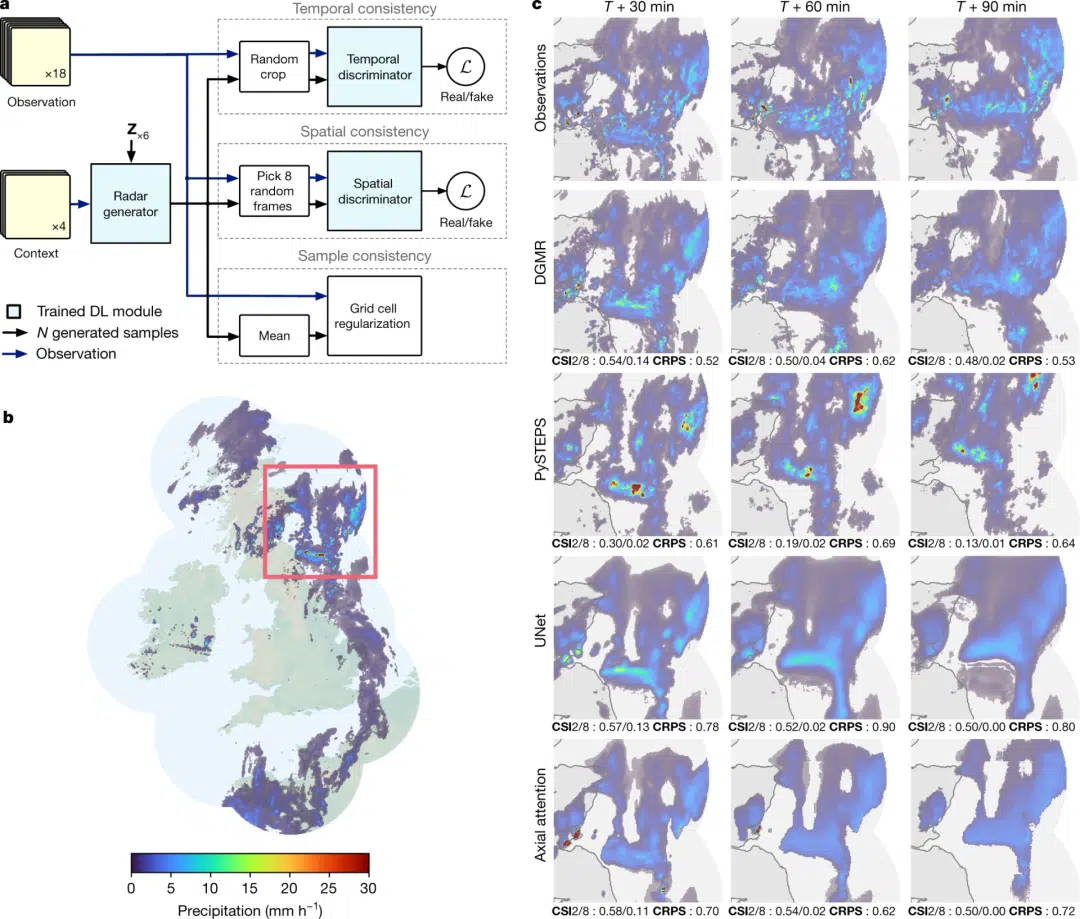 a
Temporal consistency
×18
Observation
Random
crop
Temporal
discriminator
ℒ
Real/fake
Spatial consistency
Z×6
×4
Context
Radar
generator
Pick 8
random
frames
Spatial
discriminator
ℒ
Real/fake
Sample consistency
Grid cell
regularization
Mean
Trained DL module
N generated samples
Observation
b
0 5 10 15 20 25 30
Precipitation (mm h⁻¹)
c
T + 30 min T + 60 min T + 90 min
Observations
DGMR
CSI2/8 : 0.54/0.14 CRPS : 0.52 CSI2/8 : 0.50/0.04 CRPS : 0.62 CSI2/8 : 0.48/0.02 CRPS : 0.53
PySTEPS
CSI2/8 : 0.30/0.02 CRPS : 0.61 CSI2/8 : 0.19/0.02 CRPS : 0.69 CSI2/8 : 0.13/0.01 CRPS : 0.64
UNet
CSI2/8 : 0.57/0.13 CRPS : 0.78 CSI2/8 : 0.52/0.02 CRPS : 0.90 CSI2/8 : 0.50/0.00 CRPS : 0.80
Axial attention
CSI2/8 : 0.58/0.11 CRPS : 0.70 CSI2/8 : 0.54/0.02 CRPS : 0.62 CSI2/8 : 0.50/0.00 CRPS : 0.72